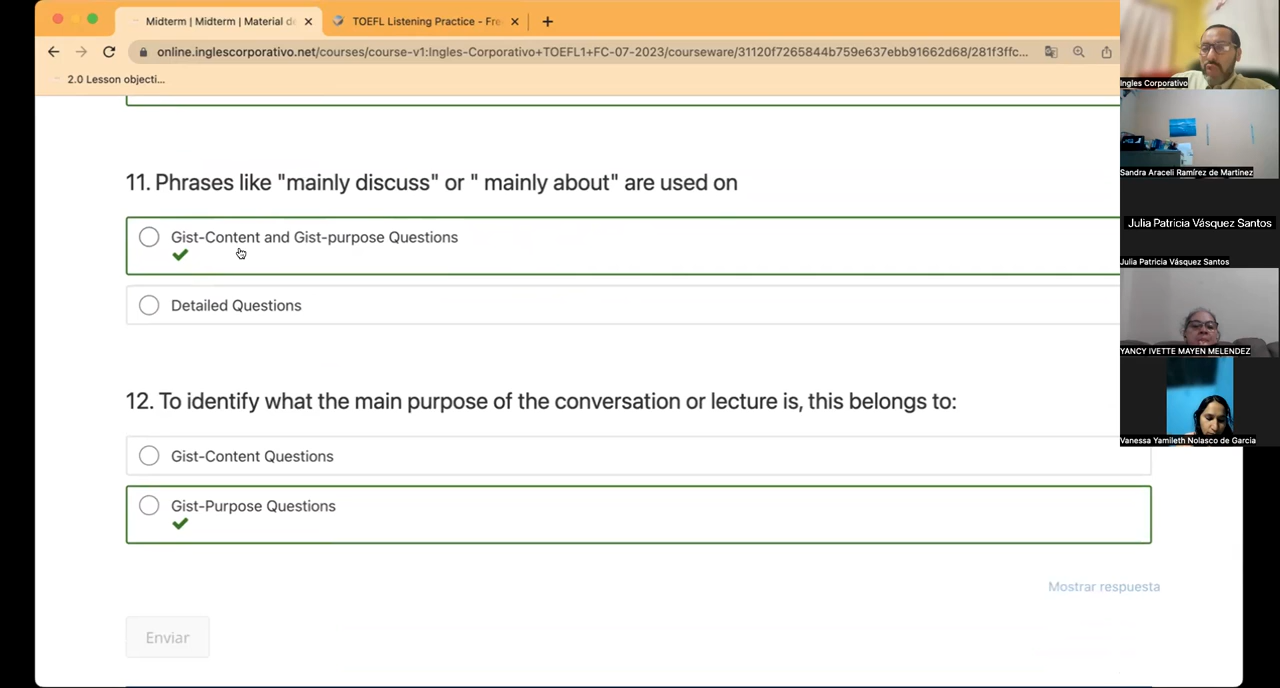 Midterm | Midterm | Material de
TOEFL Listening Practice - Fre
online.inglescorporativo.net/courses/course-v1:Ingles-Corporativo+TOEFL1+FC-07-2023/courseware/31120f7265844b759e637ebb91662d68/281f3ffc...
2.0 Lesson objecti...
11. Phrases like "mainly discuss" or " mainly about" are used on
Gist-Content and Gist-purpose Questions
Detailed Questions
12. To identify what the main purpose of the conversation or lecture is, this belongs to:
Gist-Content Questions
Gist-Purpose Questions
Mostrar respuesta
Enviar
Ingles Corporativo
Sandra Araceli Ramírez de Martinez
Julia Patricia Vásquez Santos
Julia Patricia Vásquez Santos
YANCY IVETTE MAYEN MELENDEZ
Vanessa Yamileth Nolasco de Garcia